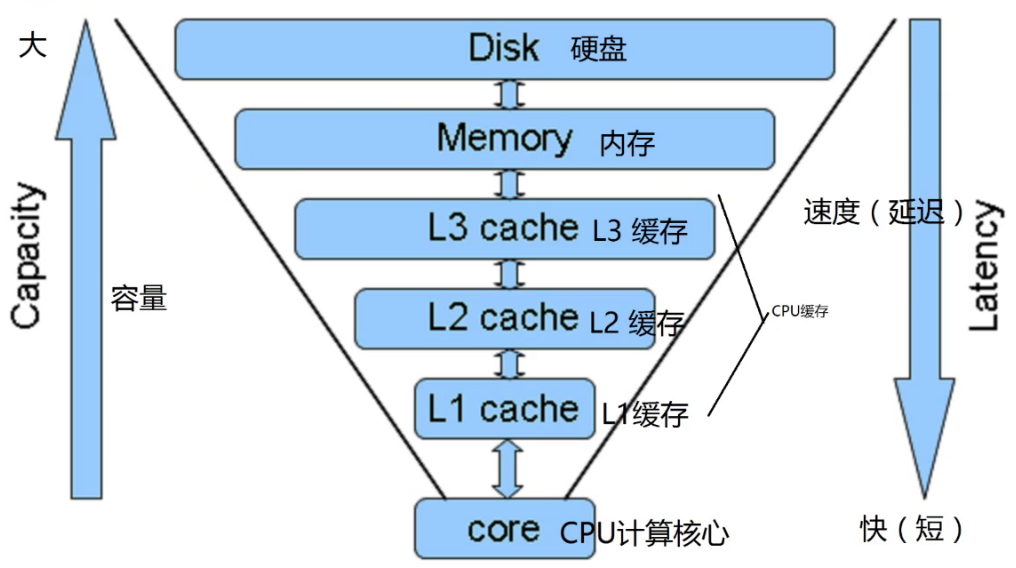 大
Disk 硬盘
Memory 内存
L3 cache L3 缓存
速度（延迟）
Capacity
容量
Latency
CPU缓存
L2 cache L2 缓存
L1 cache L1缓存
core CPU计算核心
快（短）